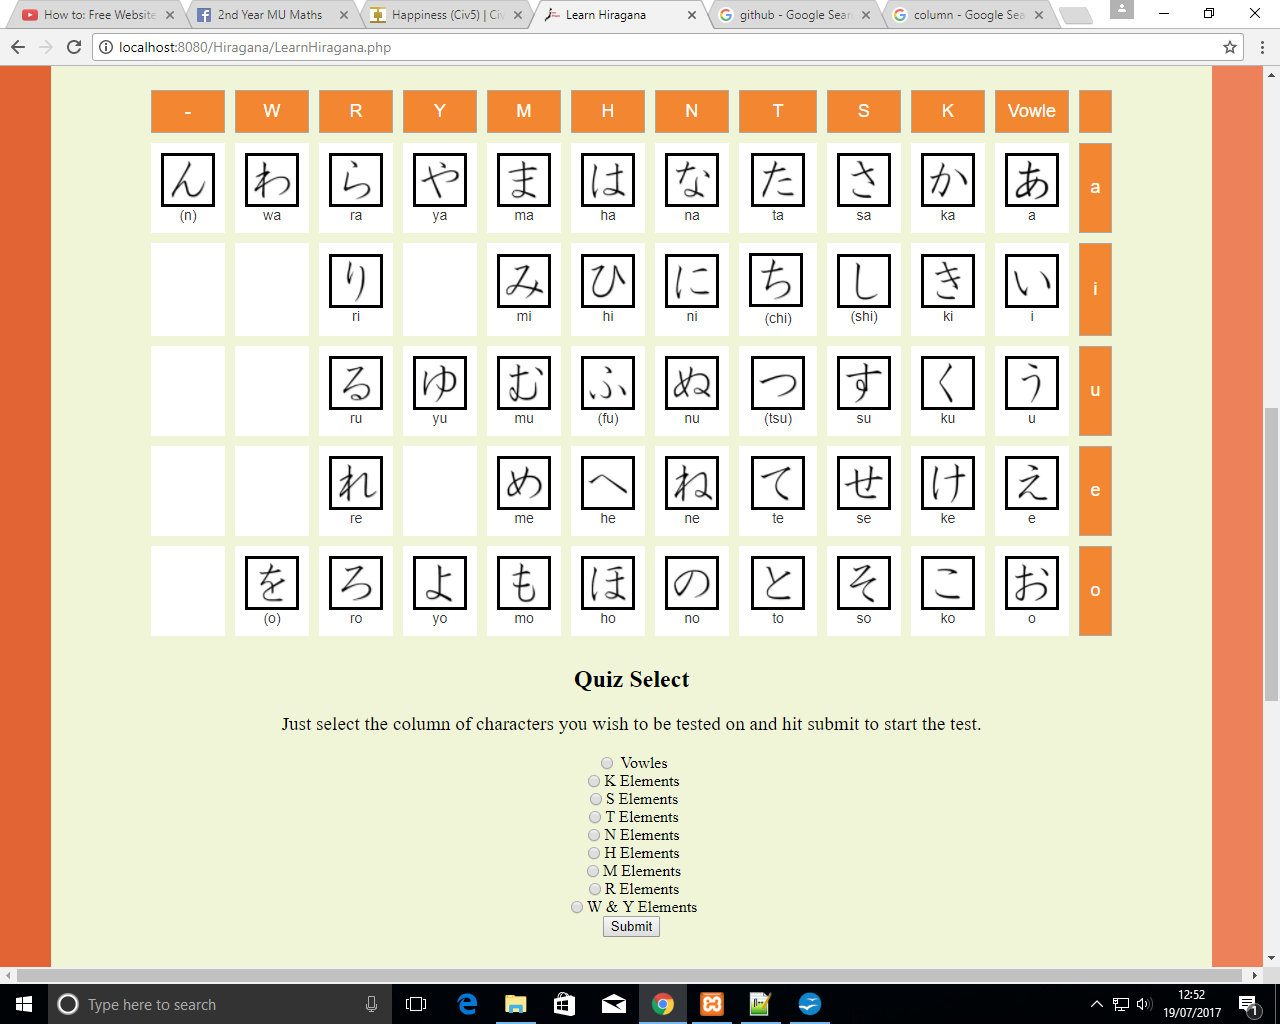 How to: Free Website
2nd Year MU Maths
Happiness (Civ5) | Civ
Learn Hiragana
github - Google Sear
column - Google Sea
localhost:8080/Hiragana/LearnHiragana.php
- W R Y M H N T S K Vowle
ん わ ら や ま は な た さ か あ a
(n) wa ra ya ma ha na ta sa ka a
り み ひ に ち し き い i
ri mi hi ni (chi) (shi) ki i
る ゆ む ふ ぬ つ す く う u
ru yu mu (fu) nu (tsu) su ku u
れ め へ ね て せ け え e
re me he ne te se ke e
を ろ よ も ほ の と そ こ お o
(o) ro yo mo ho no to so ko o
Quiz Select
Just select the column of characters you wish to be tested on and hit submit to start the test.
Vowles
K Elements
S Elements
T Elements
N Elements
H Elements
M Elements
R Elements
W & Y Elements
Submit
Type here to search
12:52
19/07/2017
1